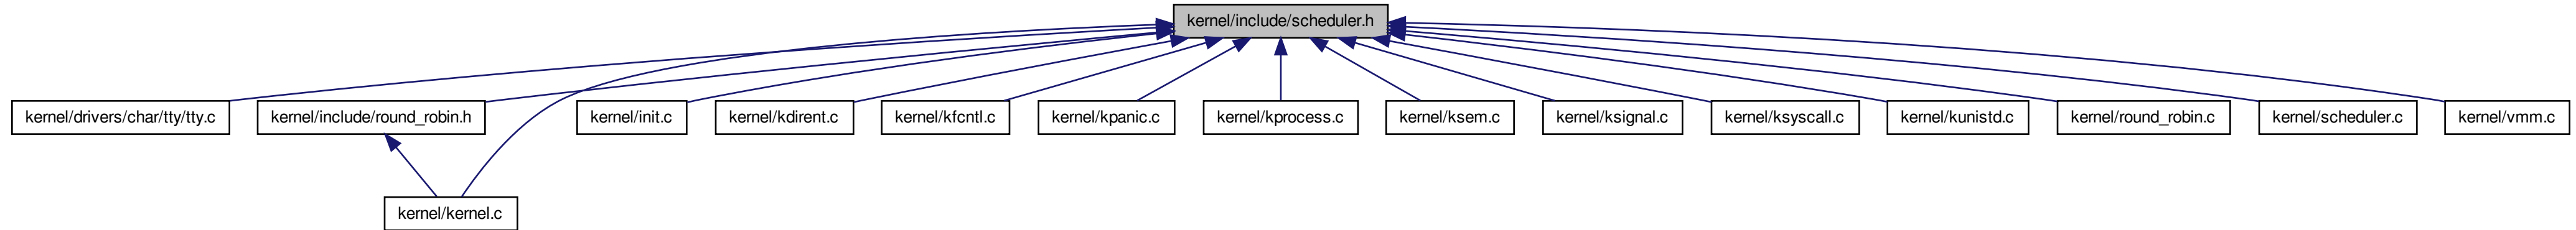 kernel/include/scheduler.h
kernel/drivers/char/tty/tty.c
kernel/include/round_robin.h
kernel/init.c
kernel/kdirent.c
kernel/kfcntl.c
kernel/kpanic.c
kernel/kprocess.c
kernel/ksem.c
kernel/ksignal.c
kernel/ksyscall.c
kernel/kunistd.c
kernel/round_robin.c
kernel/scheduler.c
kernel/vmm.c
kernel/kernel.c